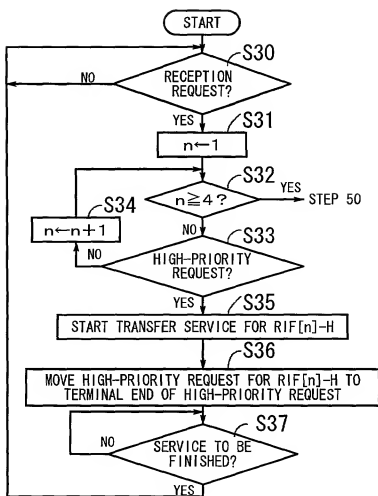 START
S30
NO
RECEPTION
REQUEST?
YES
S31
n←1
S32
n≧4?
YES
STEP 50
S34
n←n+1
NO
S33
NO
HIGH-PRIORITY
REQUEST?
YES
S35
START TRANSFER SERVICE FOR RIF[n]-H
S36
MOVE HIGH-PRIORITY REQUEST FOR RIF[n]-H TO
TERMINAL END OF HIGH-PRIORITY REQUEST
S37
NO
SERVICE TO BE
FINISHED?
YES